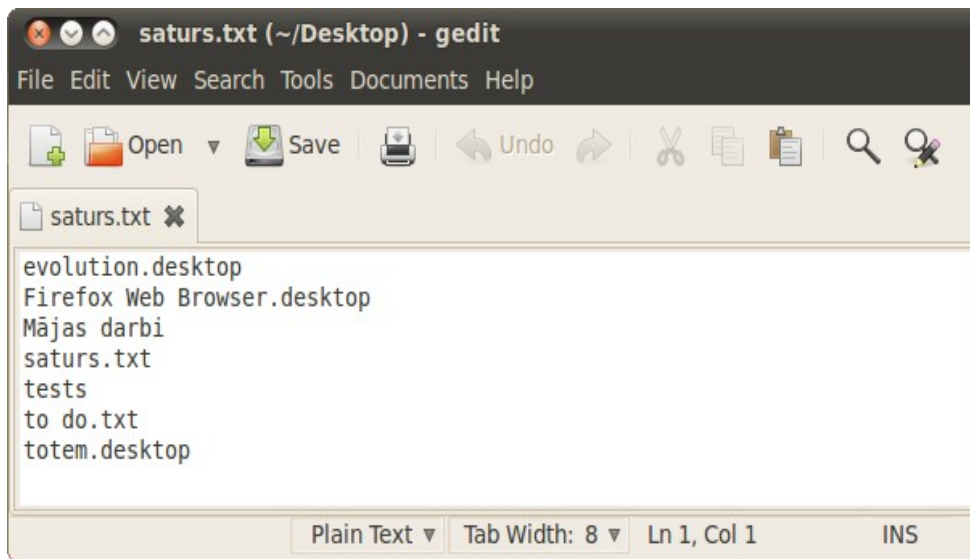 saturs.txt (~/Desktop) - gedit
File Edit View Search Tools Documents Help
Open Save Undo
saturs.txt
evolution.desktop
Firefox Web Browser.desktop
Mājas darbi
saturs.txt
tests
to do.txt
totem.desktop
Plain Text Tab Width: 8 Ln 1, Col 1 INS